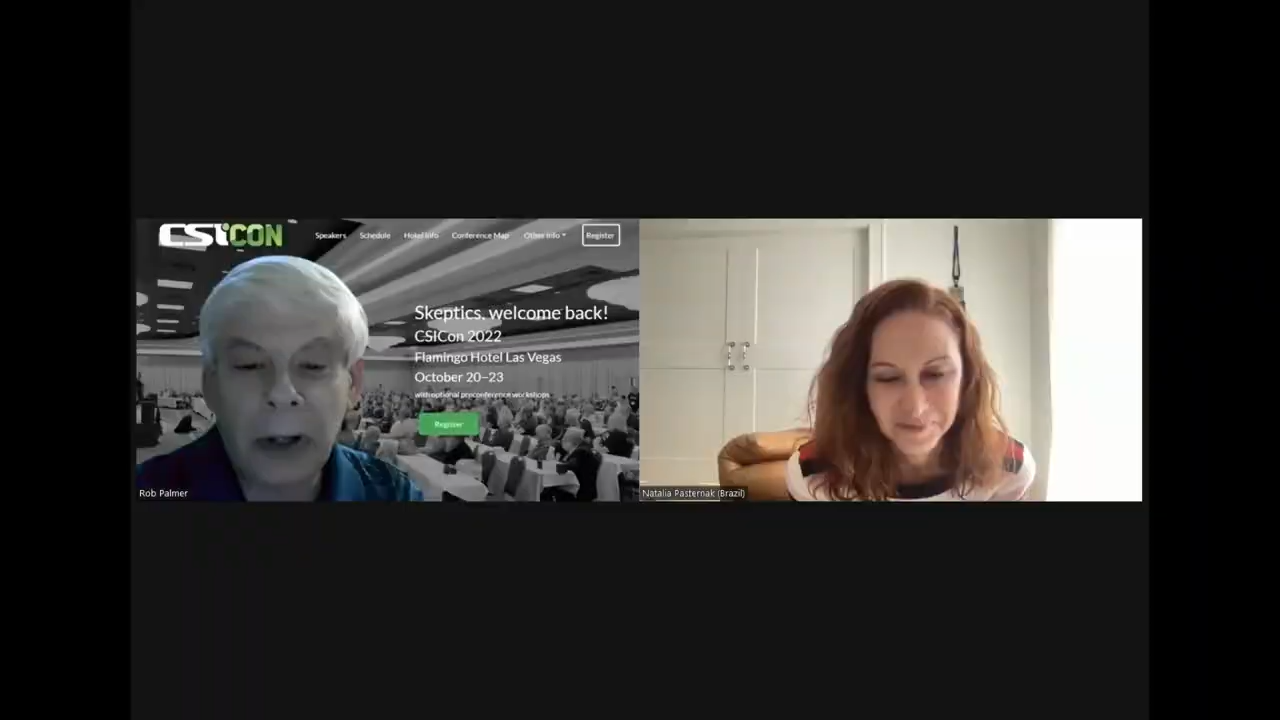 CSICON
Speakers Schedule Hotel Info Conference Map Other Info Register
Skeptics, welcome back!
CSICon 2022
Flamingo Hotel Las Vegas
October 20–23
with optional preconference workshops
Register
Rob Palmer
Natalia Pasternak (Brazil)